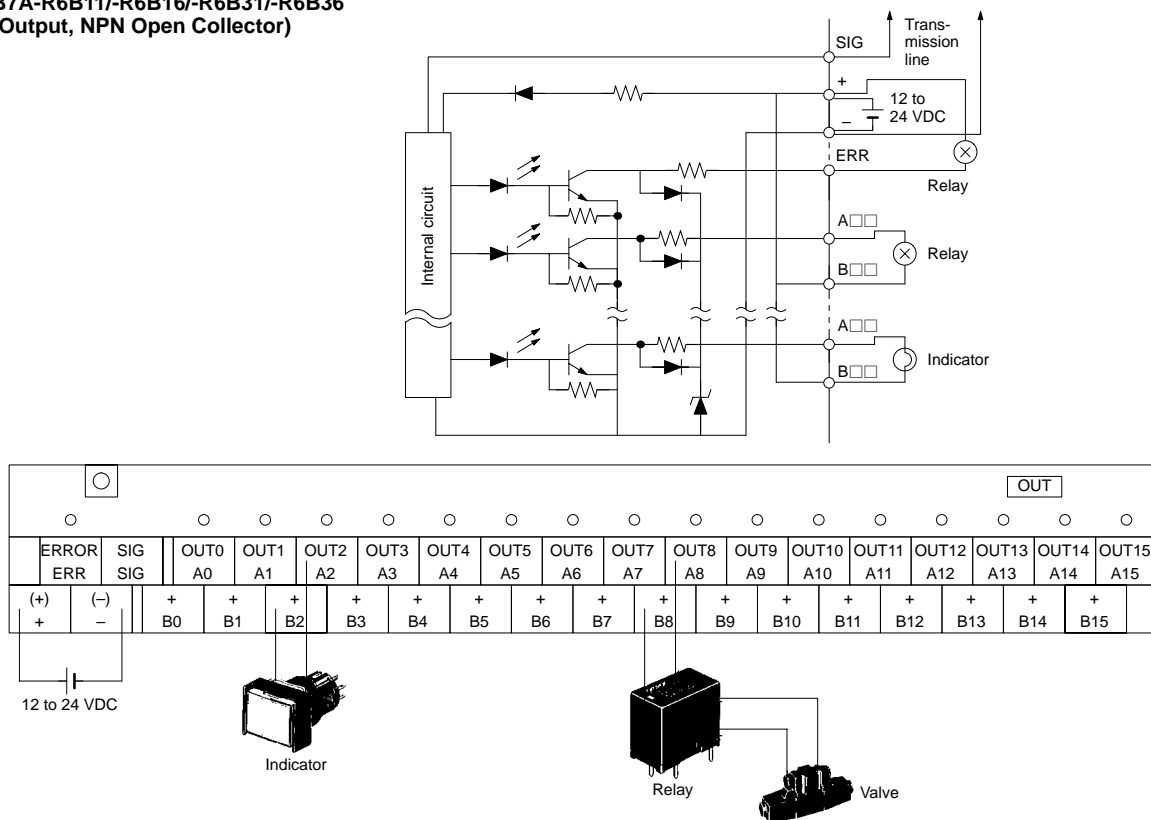 37A-R6B11/-R6B16/-R6B31/-R6B36
Output, NPN Open Collector)
SIG
Trans-
mission
line
+
12 to
24 VDC
–
ERR
Relay
Internal circuit
A□□
Relay
B□□
A□□
Indicator
B□□
OUT
ERROR SIG OUT0 OUT1 OUT2 OUT3 OUT4 OUT5 OUT6 OUT7 OUT8 OUT9 OUT10 OUT11 OUT12 OUT13 OUT14 OUT15
ERR SIG A0 A1 A2 A3 A4 A5 A6 A7 A8 A9 A10 A11 A12 A13 A14 A15
(+) (–) + + + + + + + + + + + + + + + +
+ – B0 B1 B2 B3 B4 B5 B6 B7 B8 B9 B10 B11 B12 B13 B14 B15
12 to 24 VDC
Indicator
Relay
Valve